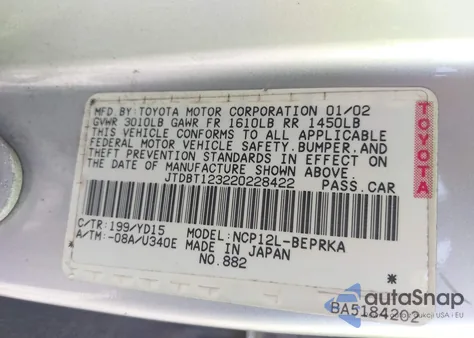 MFD.BY:TOYOTA MOTOR CORPORATION 01/02
GVWR 3010LB GAWR FR 1610LB RR 1450LB
THIS VEHICLE CONFORMS TO ALL APPLICABLE
FEDERAL MOTOR VEHICLE SAFETY.BUMPER.AND
THEFT PREVENTION STANDARDS IN EFFECT ON
THE DATE OF MANUFACTURE SHOWN ABOVE.
JTDBT123220228422 PASS.CAR
TOYOTA
C/TR:199/YD15 MODEL:NCP12L-BEPRKA
A/TM:-08A/U340E MADE IN JAPAN
NO.882
BA5184202
autoSnap